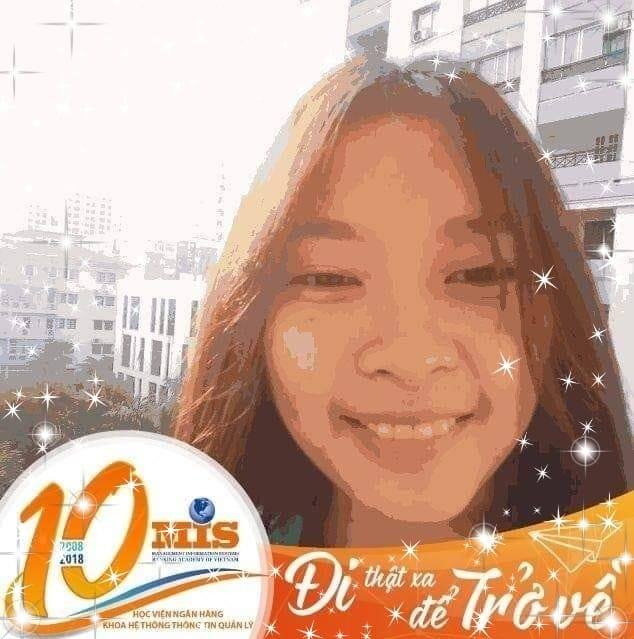 10
2008
2018
MIS
MANAGEMENT INFORMATION SYSTEMS
BANKING ACADEMY OF VIETNAM
HỌC VIỆN NGÂN HÀNG
KHOA HỆ THỐNG THÔNG TIN QUẢN LÝ
Đi thật xa
để Trở về